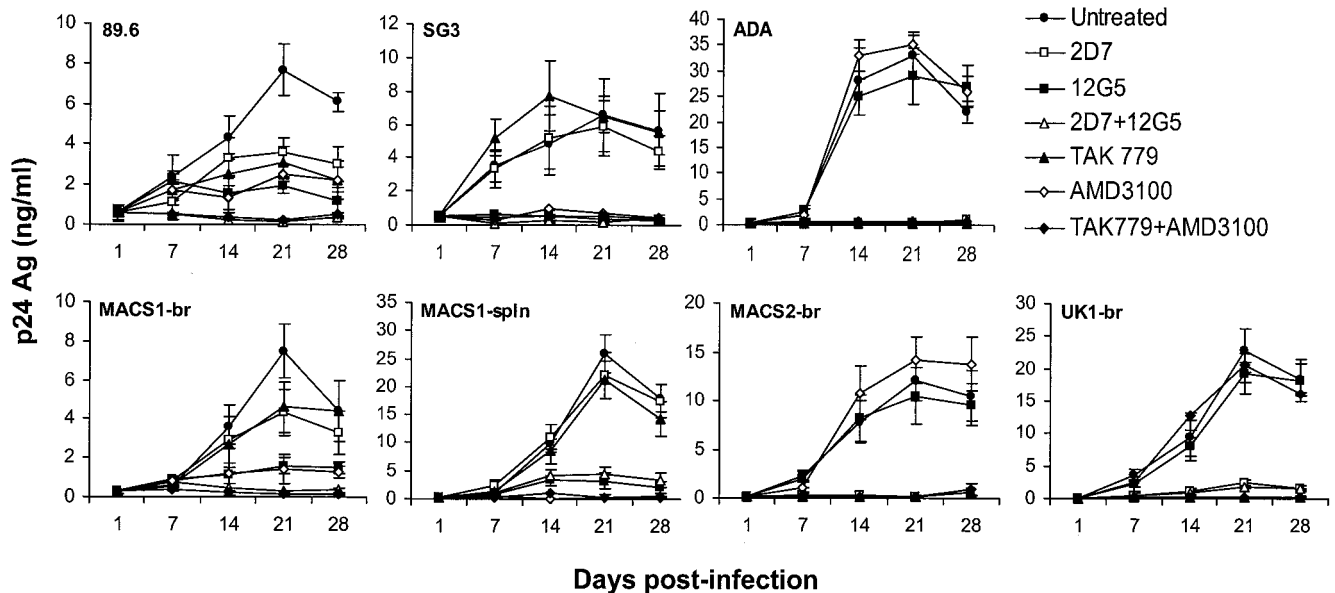 p24 Ag (ng/ml)
89.6
10
8
6
4
2
0
1 7 14 21 28
SG3
12
10
8
6
4
2
0
1 7 14 21 28
ADA
40
35
30
25
20
15
10
5
0
1 7 14 21 28
Untreated
2D7
12G5
2D7+12G5
TAK 779
AMD3100
TAK779+AMD3100
MACS1-br
10
8
6
4
2
0
1 7 14 21 28
MACS1-spln
35
30
25
20
15
10
5
0
1 7 14 21 28
MACS2-br
20
15
10
5
0
1 7 14 21 28
UK1-br
30
25
20
15
10
5
0
1 7 14 21 28
Days post-infection